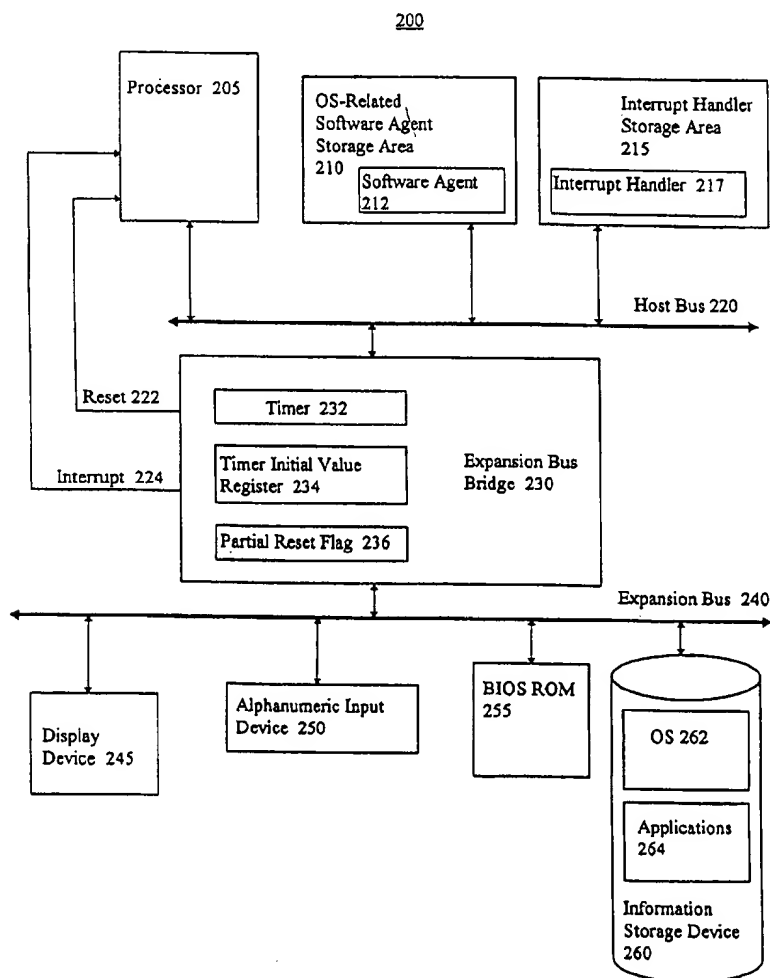 200
Processor 205
OS-Related
Software Agent
Storage Area
210
Software Agent
212
Interrupt Handler
Storage Area
215
Interrupt Handler 217
Host Bus 220
Reset 222
Interrupt 224
Timer 232
Timer Initial Value
Register 234
Partial Reset Flag 236
Expansion Bus
Bridge 230
Expansion Bus 240
Display
Device 245
Alphanumeric Input
Device 250
BIOS ROM
255
OS 262
Applications
264
Information
Storage Device
260